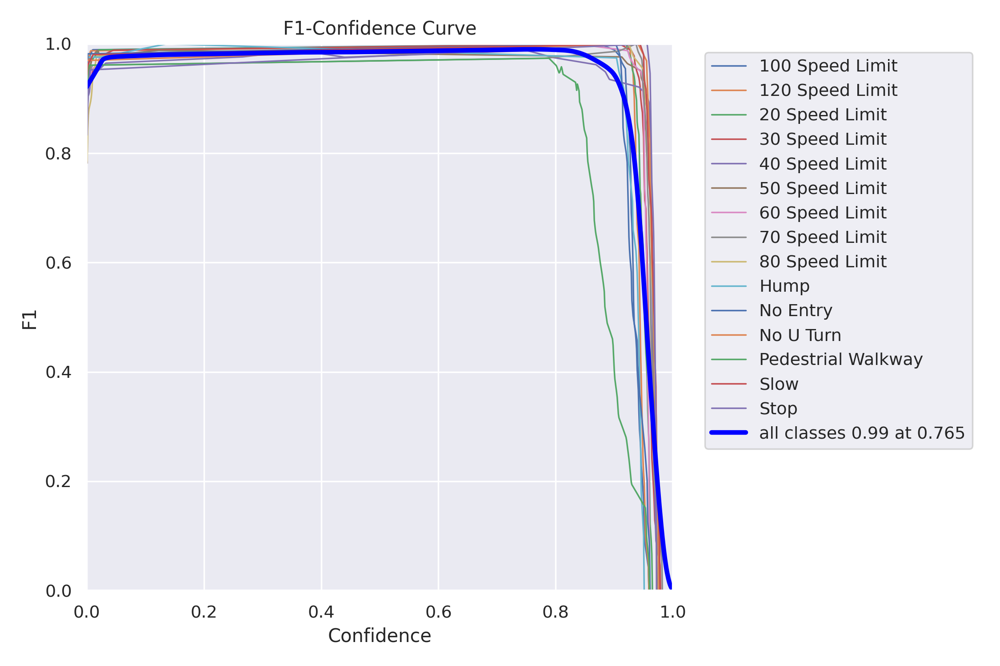 F1-Confidence Curve
1.0
0.8
0.6
0.4
0.2
0.0
F1
0.0 0.2 0.4 0.6 0.8 1.0
Confidence
100 Speed Limit
120 Speed Limit
20 Speed Limit
30 Speed Limit
40 Speed Limit
50 Speed Limit
60 Speed Limit
70 Speed Limit
80 Speed Limit
Hump
No Entry
No U Turn
Pedestrial Walkway
Slow
Stop
all classes 0.99 at 0.765